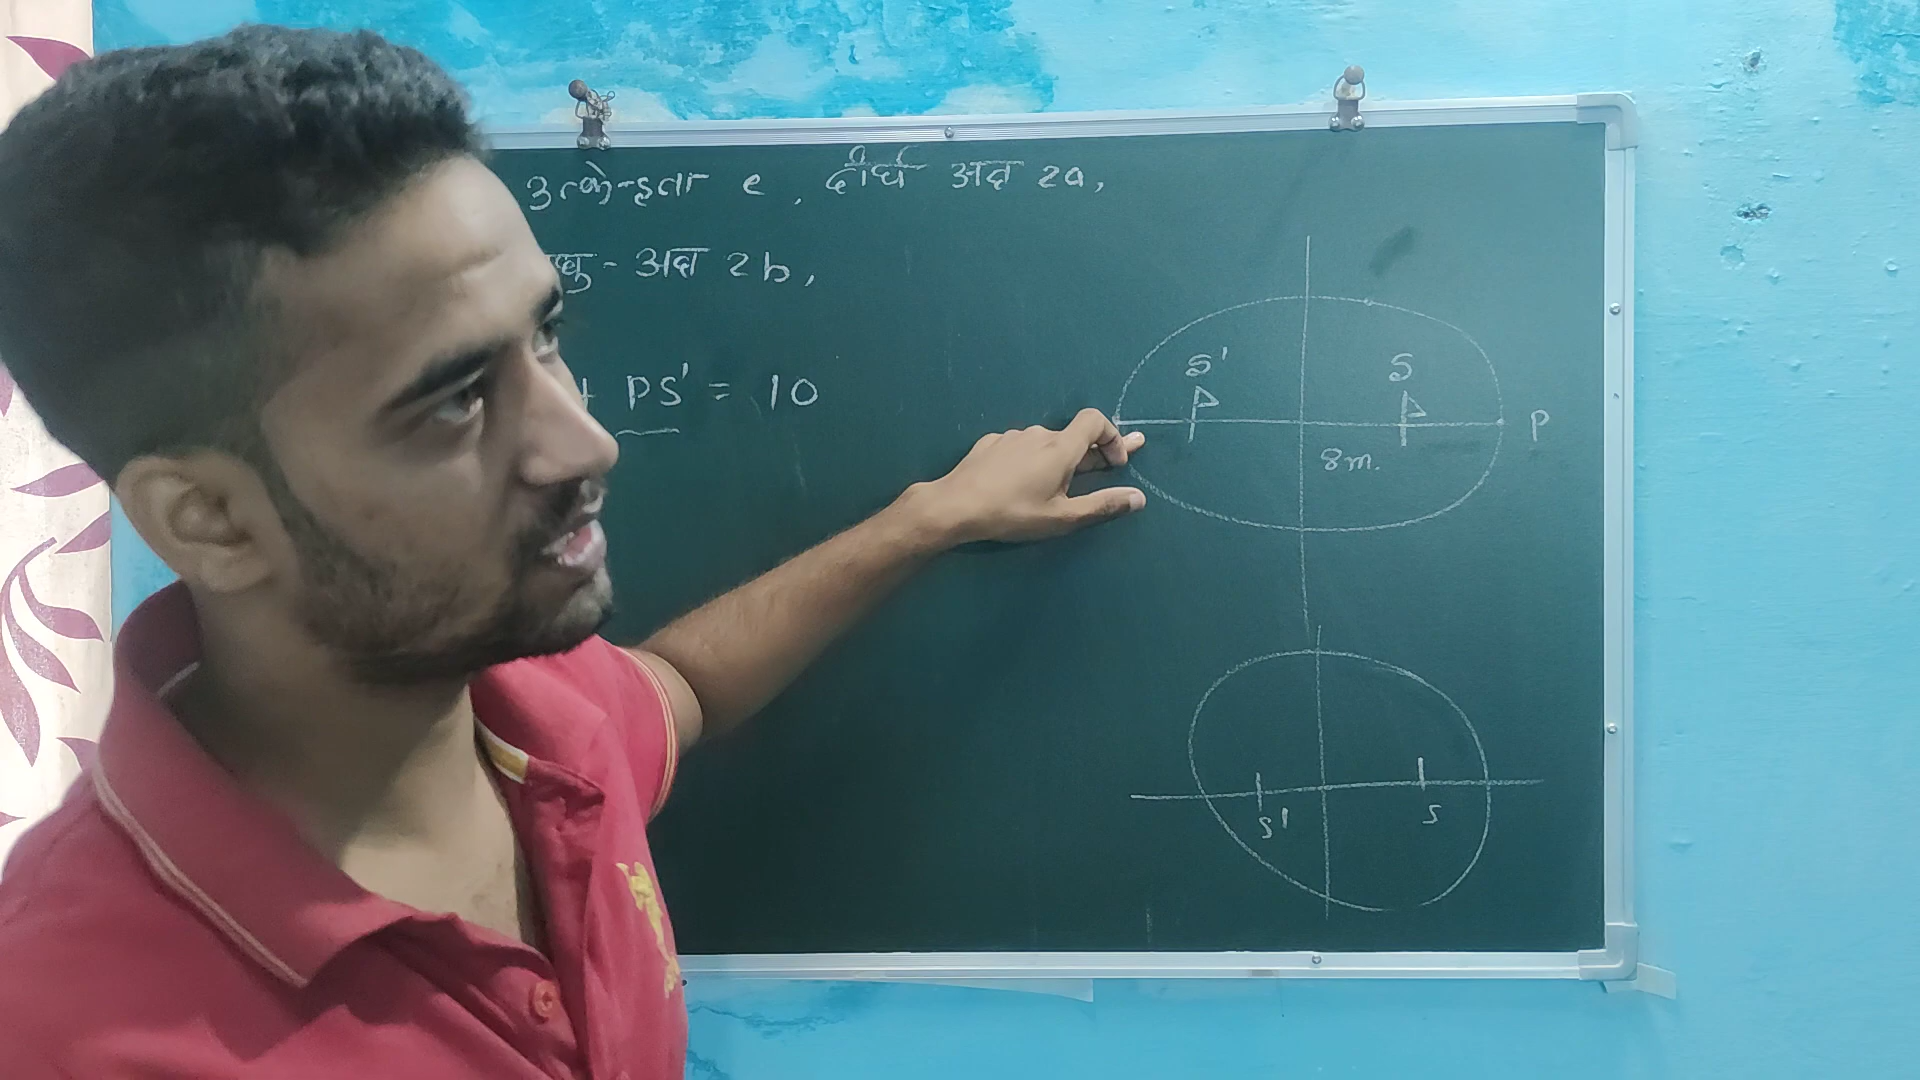 उत्केन्द्रता e, दीर्घ अक्ष 2a,
- अक्ष 2b,
+ PS' = 10
S' S
P
8m.
S' S